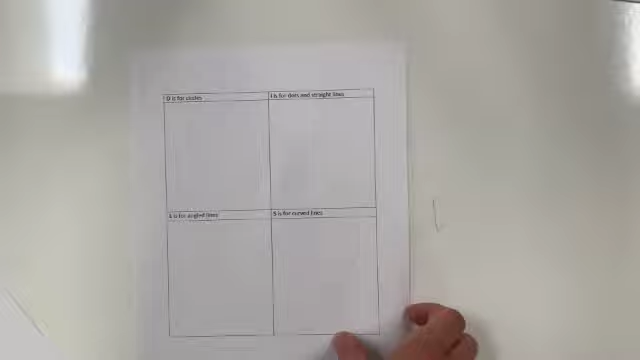 O is for circles
I is for dots and straight lines
L is for angled lines
S is for curved lines